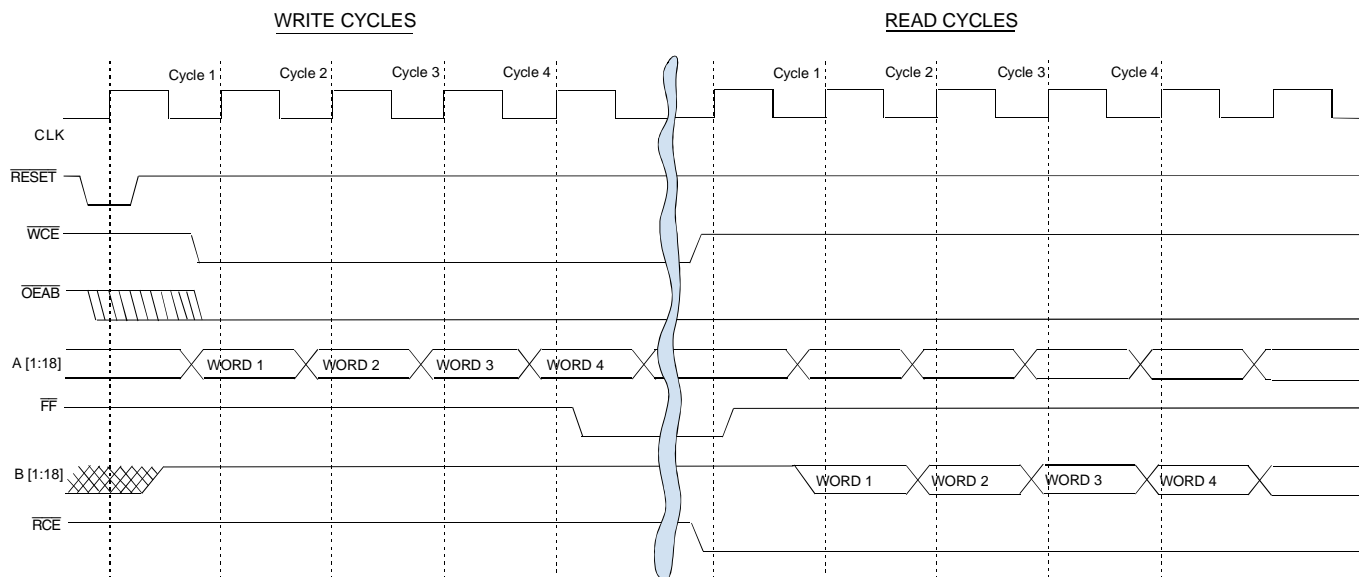 WRITE CYCLES READ CYCLES
Cycle 1 Cycle 2 Cycle 3 Cycle 4 Cycle 1 Cycle 2 Cycle 3 Cycle 4
CLK
RESET
WCE
OEAB
A [1:18] WORD 1 WORD 2 WORD 3 WORD 4
FF
B [1:18] WORD 1 WORD 2 WORD 3 WORD 4
RCE